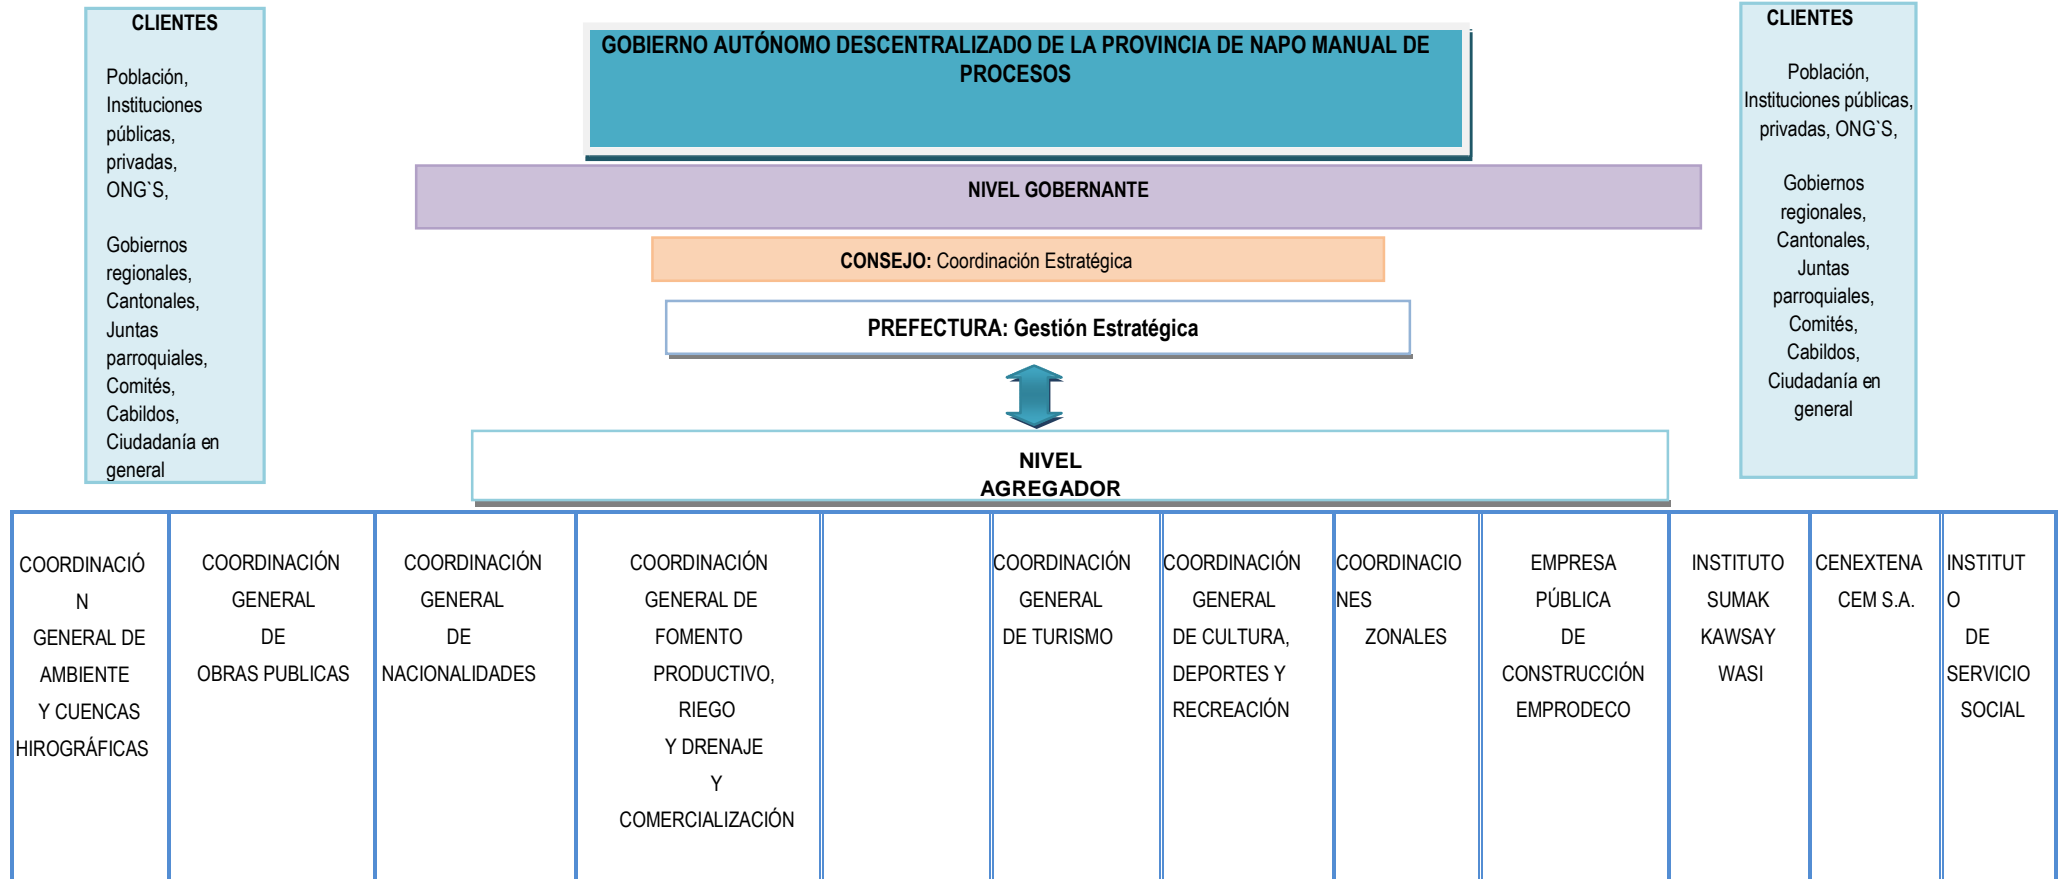 CLIENTES
Población,
Instituciones
públicas,
privadas,
ONG`S,
Gobiernos
regionales,
Cantonales,
Juntas
parroquiales,
Comités,
Cabildos,
Ciudadanía en
general
GOBIERNO AUTÓNOMO DESCENTRALIZADO DE LA PROVINCIA DE NAPO MANUAL DE
PROCESOS
NIVEL GOBERNANTE
CONSEJO: Coordinación Estratégica
PREFECTURA: Gestión Estratégica
NIVEL
AGREGADOR
CLIENTES
Población,
Instituciones públicas,
privadas, ONG`S,
Gobiernos
regionales,
Cantonales,
Juntas
parroquiales,
Comités,
Cabildos,
Ciudadanía en
general
COORDINACIÓ
N
GENERAL DE
AMBIENTE
Y CUENCAS
HIROGRÁFICAS
COORDINACIÓN
GENERAL
DE
OBRAS PUBLICAS
COORDINACIÓN
GENERAL
DE
NACIONALIDADES
COORDINACIÓN
GENERAL DE
FOMENTO
PRODUCTIVO,
RIEGO
Y DRENAJE
Y
COMERCIALIZACIÓN
COORDINACIÓN
GENERAL
DE TURISMO
COORDINACIÓN
GENERAL
DE CULTURA,
DEPORTES Y
RECREACIÓN
COORDINACIO
NES
ZONALES
EMPRESA
PÚBLICA
DE
CONSTRUCCIÓN
EMPRODECO
INSTITUTO
SUMAK
KAWSAY
WASI
CENEXTENA
CEM S.A.
INSTITUT
O
DE
SERVICIO
SOCIAL